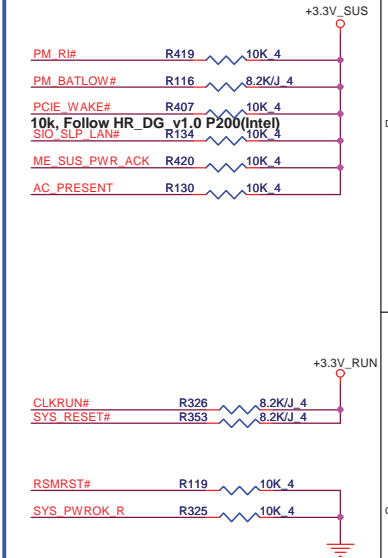 +3.3V_SUS
PM_RI# R419 10K_4
PM_BATLOW# R116 8.2K/J_4
PCIE_WAKE# R407 10K_4
10k, Follow HR_DG_v1.0 P200(Intel)
SIO_SLP_LAN# R134 10K_4
ME_SUS_PWR_ACK R420 10K_4
AC_PRESENT R130 10K_4
D
+3.3V_RUN
CLKRUN# R326 8.2K/J_4
SYS_RESET# R353 8.2K/J_4
RSMRST# R119 10K_4
SYS_PWROK_R R325 10K_4
C